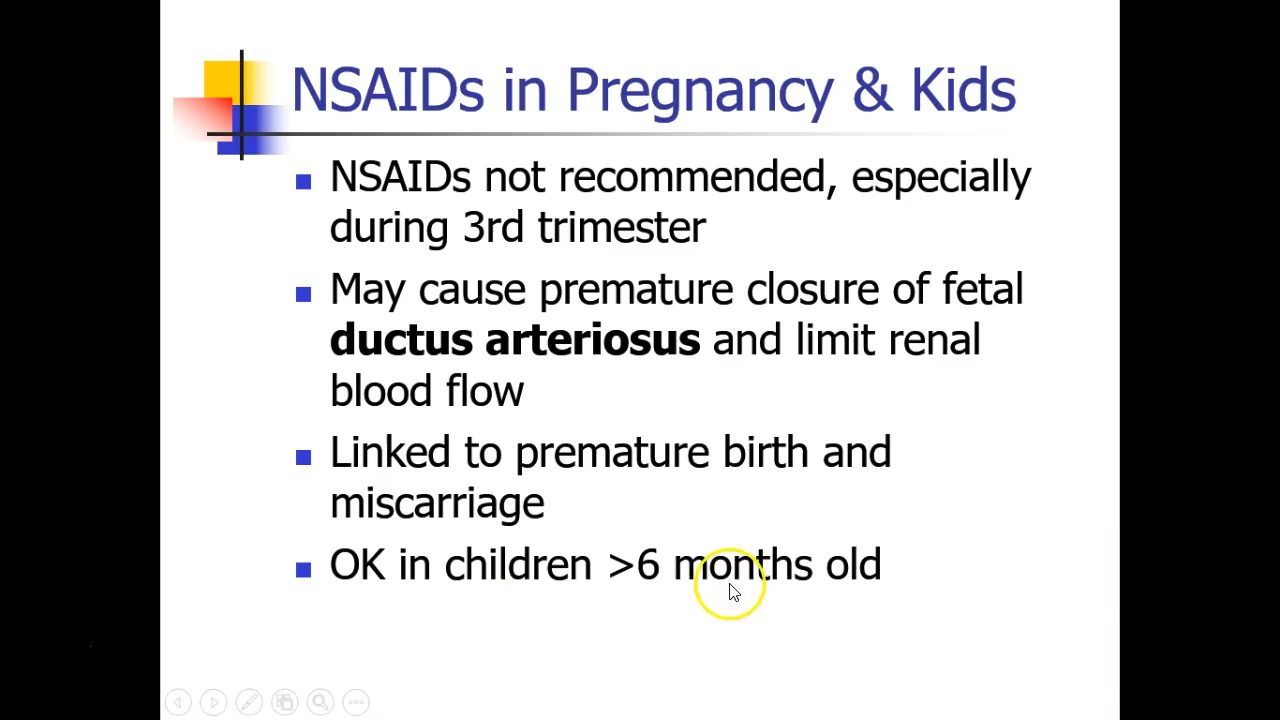 NSAIDs in Pregnancy & Kids
NSAIDs not recommended, especially
during 3rd trimester
May cause premature closure of fetal
ductus arteriosus and limit renal
blood flow
Linked to premature birth and
miscarriage
OK in children >6 months old